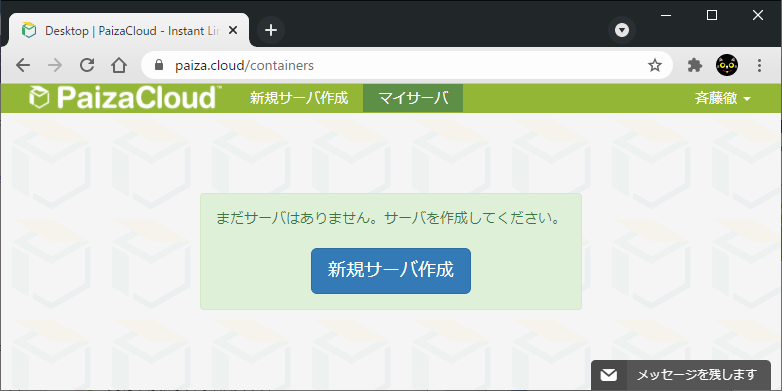 Desktop | PaizaCloud - Instant Li
paiza.cloud/containers
PaizaCloud™
新規サーバ作成
マイサーバ
斉藤徹
まだサーバはありません。サーバを作成してください。
新規サーバ作成
メッセージを残します